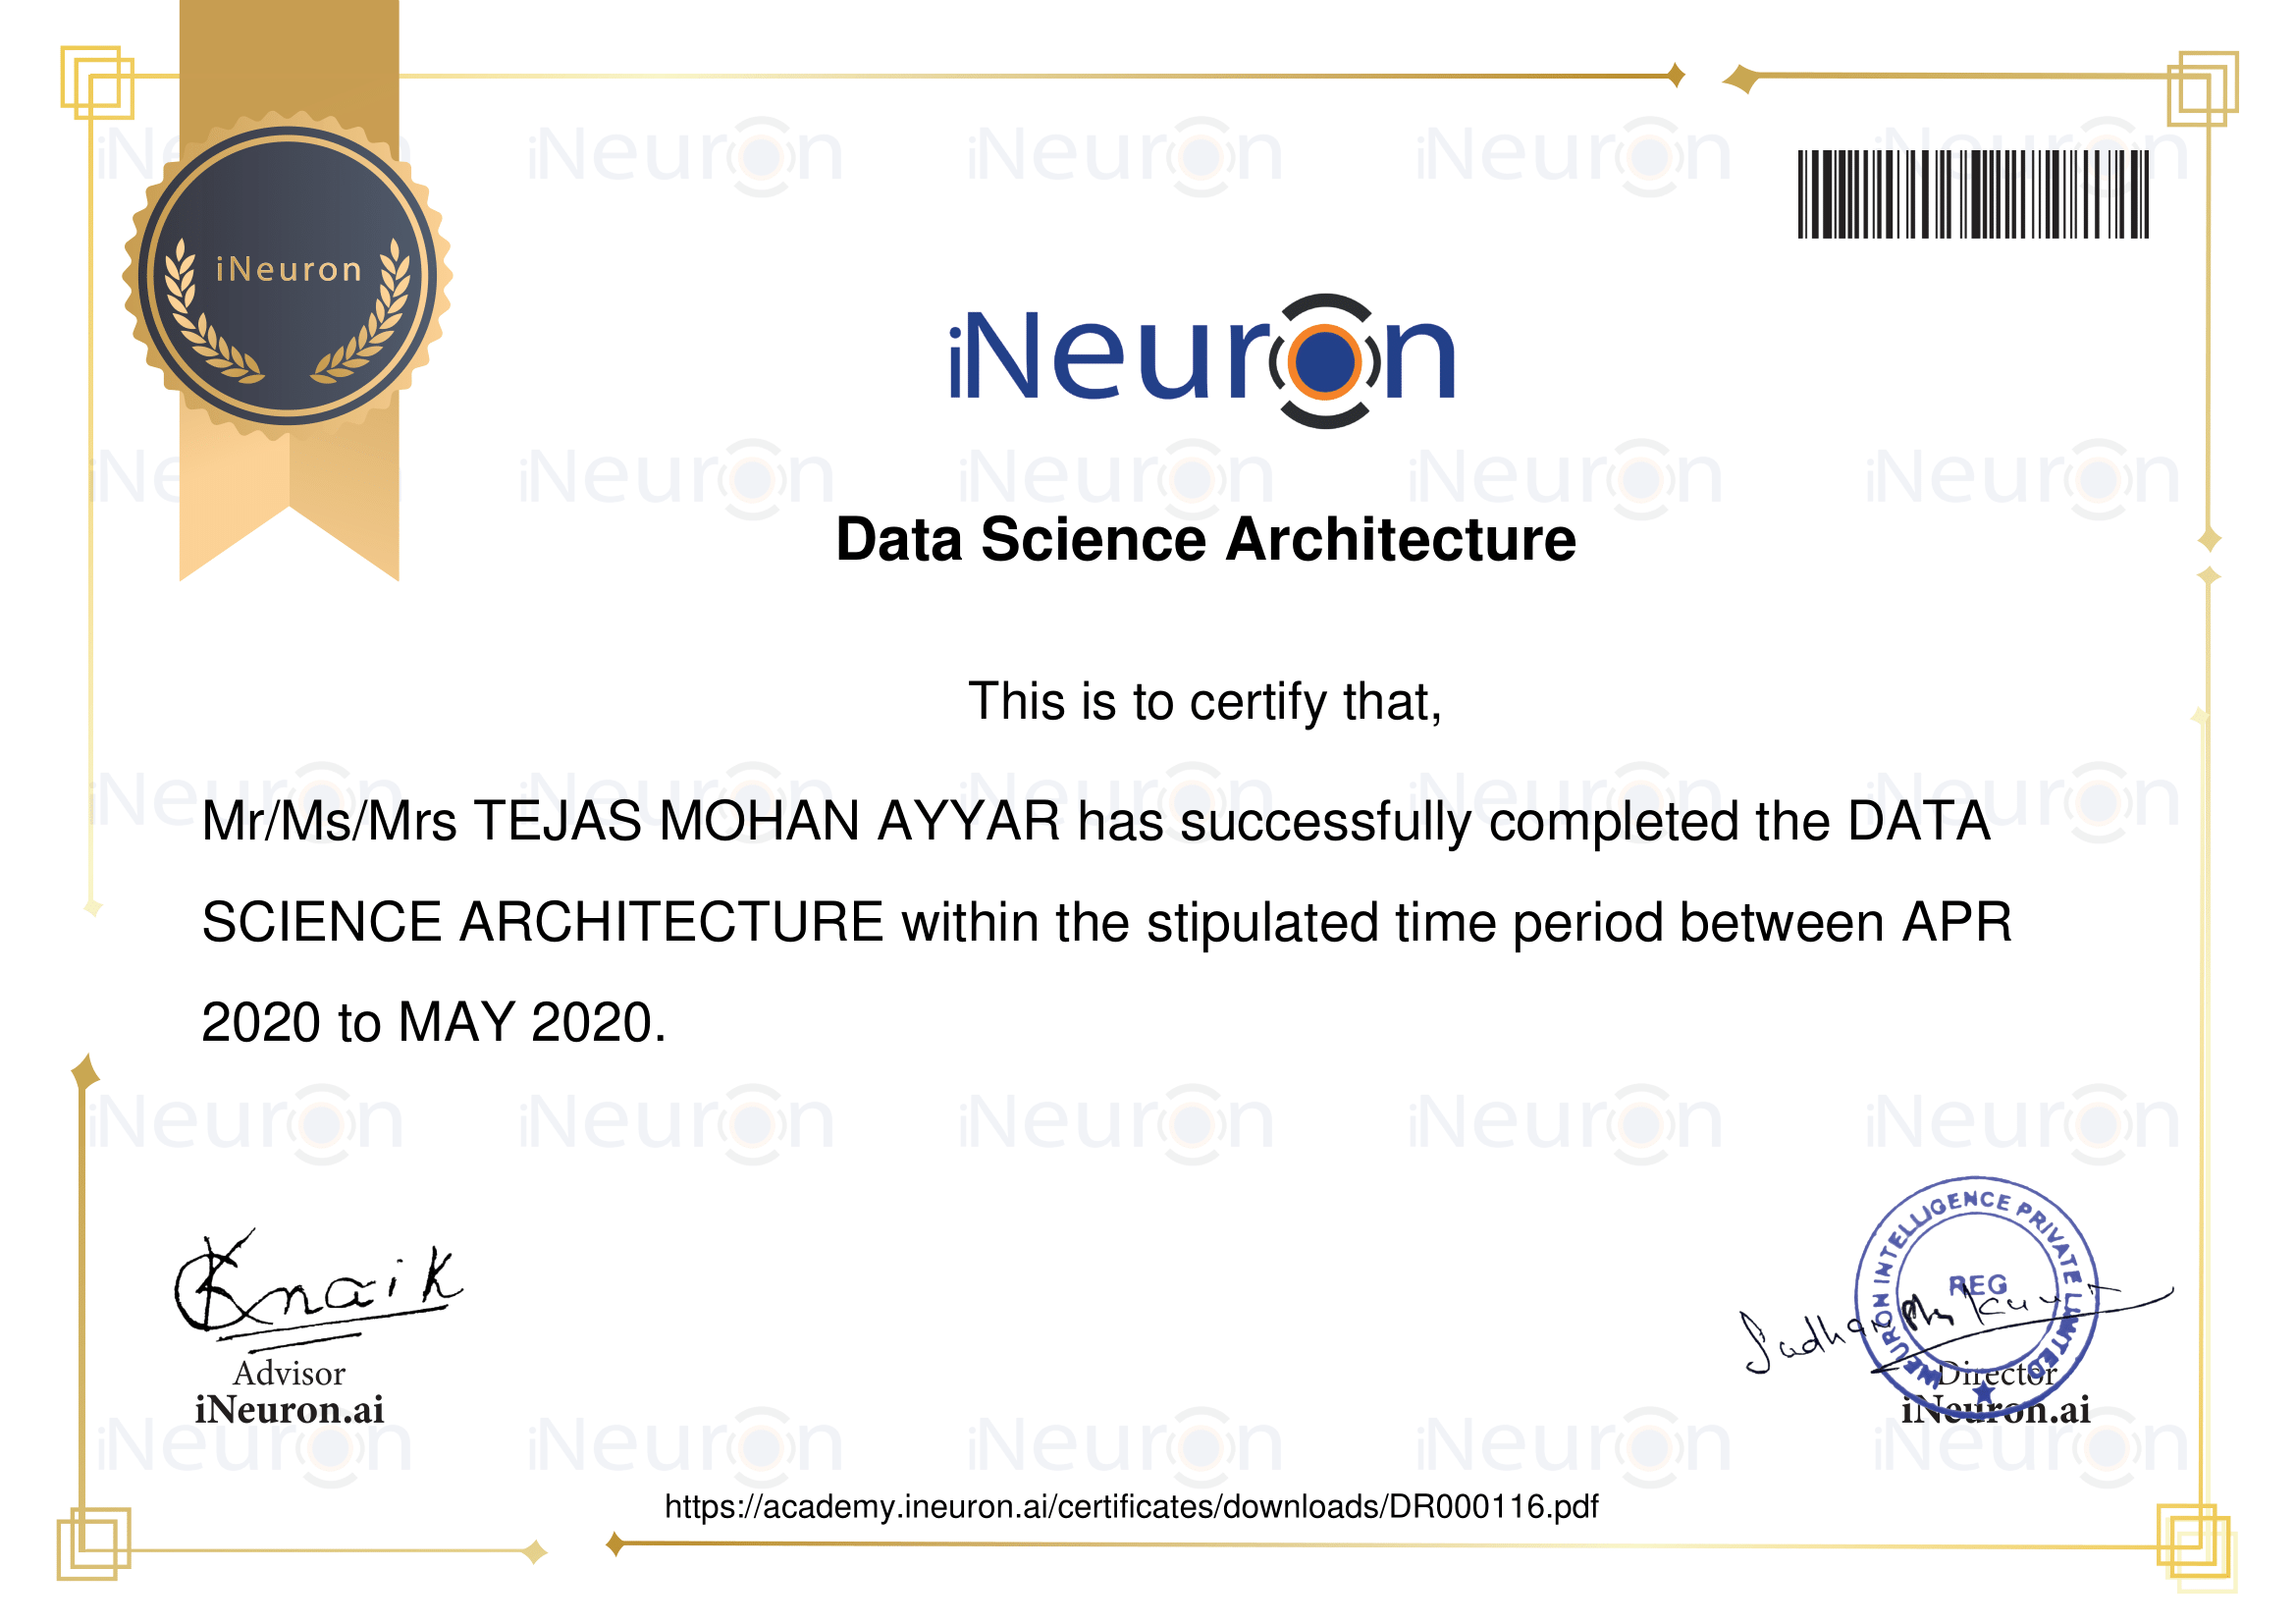 iNeuron
iNeuron
Data Science Architecture
This is to certify that,
Mr/Ms/Mrs TEJAS MOHAN AYYAR has successfully completed the DATA
SCIENCE ARCHITECTURE within the stipulated time period between APR
2020 to MAY 2020.
naik
Advisor
iNeuron.ai
INEURON INTELLIGENCE PRIVATE LIMITED
REG
Sudhanshu Kumar
Director
iNeuron.ai
https://academy.ineuron.ai/certificates/downloads/DR000116.pdf